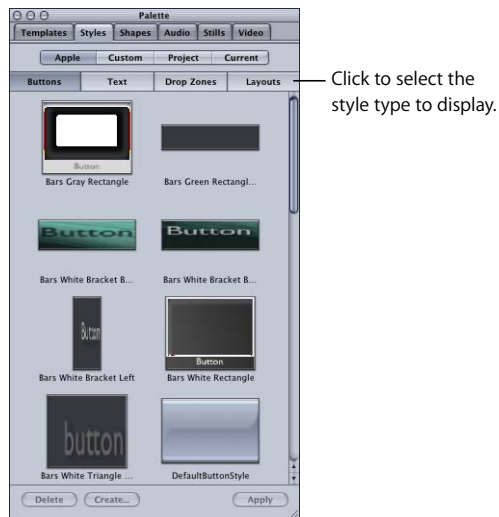 Palette
Templates Styles Shapes Audio Stills Video
Apple Custom Project Current
Buttons Text Drop Zones Layouts
Click to select the
style type to display.
Button
Bars Gray Rectangle Bars Green Rectangl...
Button Button
Bars White Bracket B... Bars White Bracket B...
Button
Button
Bars White Bracket Left Bars White Rectangle
button
Bars White Triangle ... DefaultButtonStyle
Delete Create... Apply